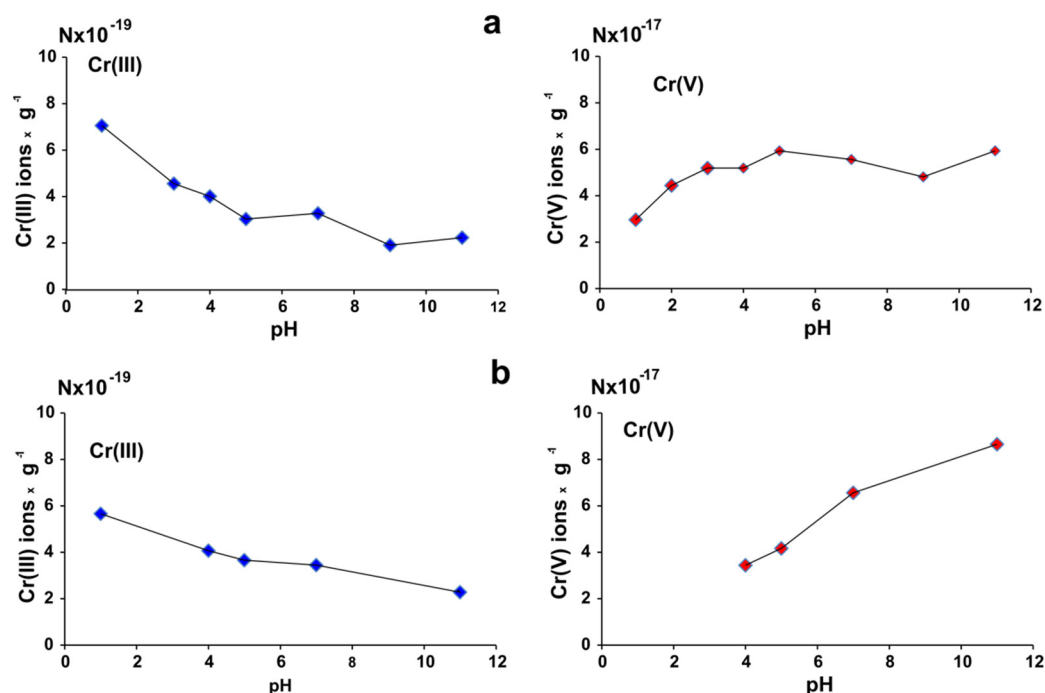 a
Nx10⁻¹⁹
Cr(III)
Cr(III) ions x g⁻¹
10
8
6
4
2
0
0 2 4 6 8 10 12
pH
Nx10⁻¹⁷
Cr(V)
Cr(V) ions x g⁻¹
10
8
6
4
2
0
0 2 4 6 8 10 12
pH
b
Nx10⁻¹⁹
Cr(III)
Cr(III) ions x g⁻¹
10
8
6
4
2
0
0 2 4 6 8 10 12
pH
Nx10⁻¹⁷
Cr(V)
Cr(V) ions x g⁻¹
10
8
6
4
2
0
0 2 4 6 8 10 12
pH